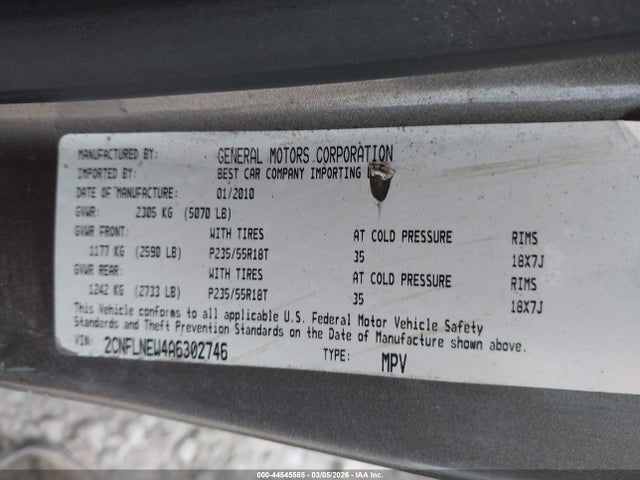 MANUFACTURED BY: GENERAL MOTORS CORPORATION
IMPORTED BY: BEST CAR COMPANY IMPORTING
DATE OF MANUFACTURE: 01/2010
GVWR: 2305 KG (5070 LB)
GVWR FRONT: WITH TIRES AT COLD PRESSURE RIMS
1177 KG (2590 LB) P235/55R18T 35 18X7J
GVWR REAR: WITH TIRES AT COLD PRESSURE RIMS
1242 KG (2733 LB) P235/55R18T 35 18X7J
This Vehicle conforms to all applicable U.S. Federal Motor Vehicle Safety
Standards and Theft Prevention Standards on the Date of Manufacture shown above.
VIN: 2CNFLNEW4A6302746 TYPE: MPV
000-44545585 | 03/05/2026 | IAA Inc.